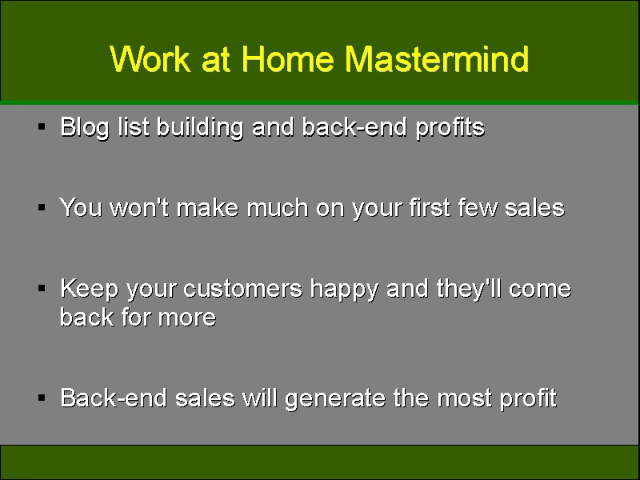 Work at Home Mastermind
▪ Blog list building and back-end profits
▪ You won't make much on your first few sales
▪ Keep your customers happy and they'll come
back for more
▪ Back-end sales will generate the most profit